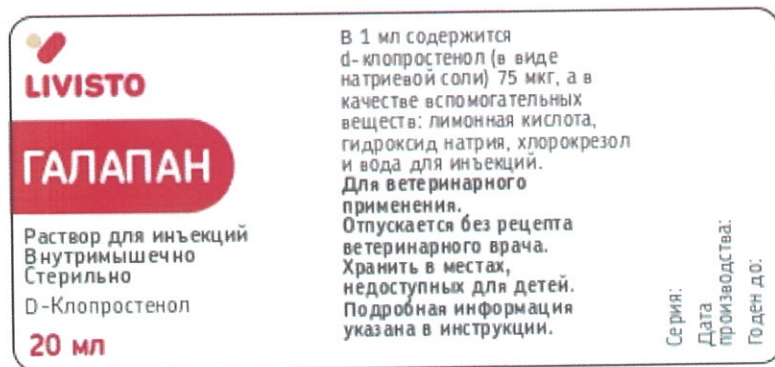 LIVISTO
ГАЛАПАН
Раствор для инъекций
Внутримышечно
Стерильно
D-Клопростенол
20 мл
В 1 мл содержится
d-клопростенол (в виде
натриевой соли) 75 мкг, а в
качестве вспомогательных
веществ: лимонная кислота,
гидроксид натрия, хлорокрезол
и вода для инъекций.
Для ветеринарного
применения.
Отпускается без рецепта
ветеринарного врача.
Хранить в местах,
недоступных для детей.
Подробная информация
указана в инструкции.
Серия:
Дата
производства:
Годен до: